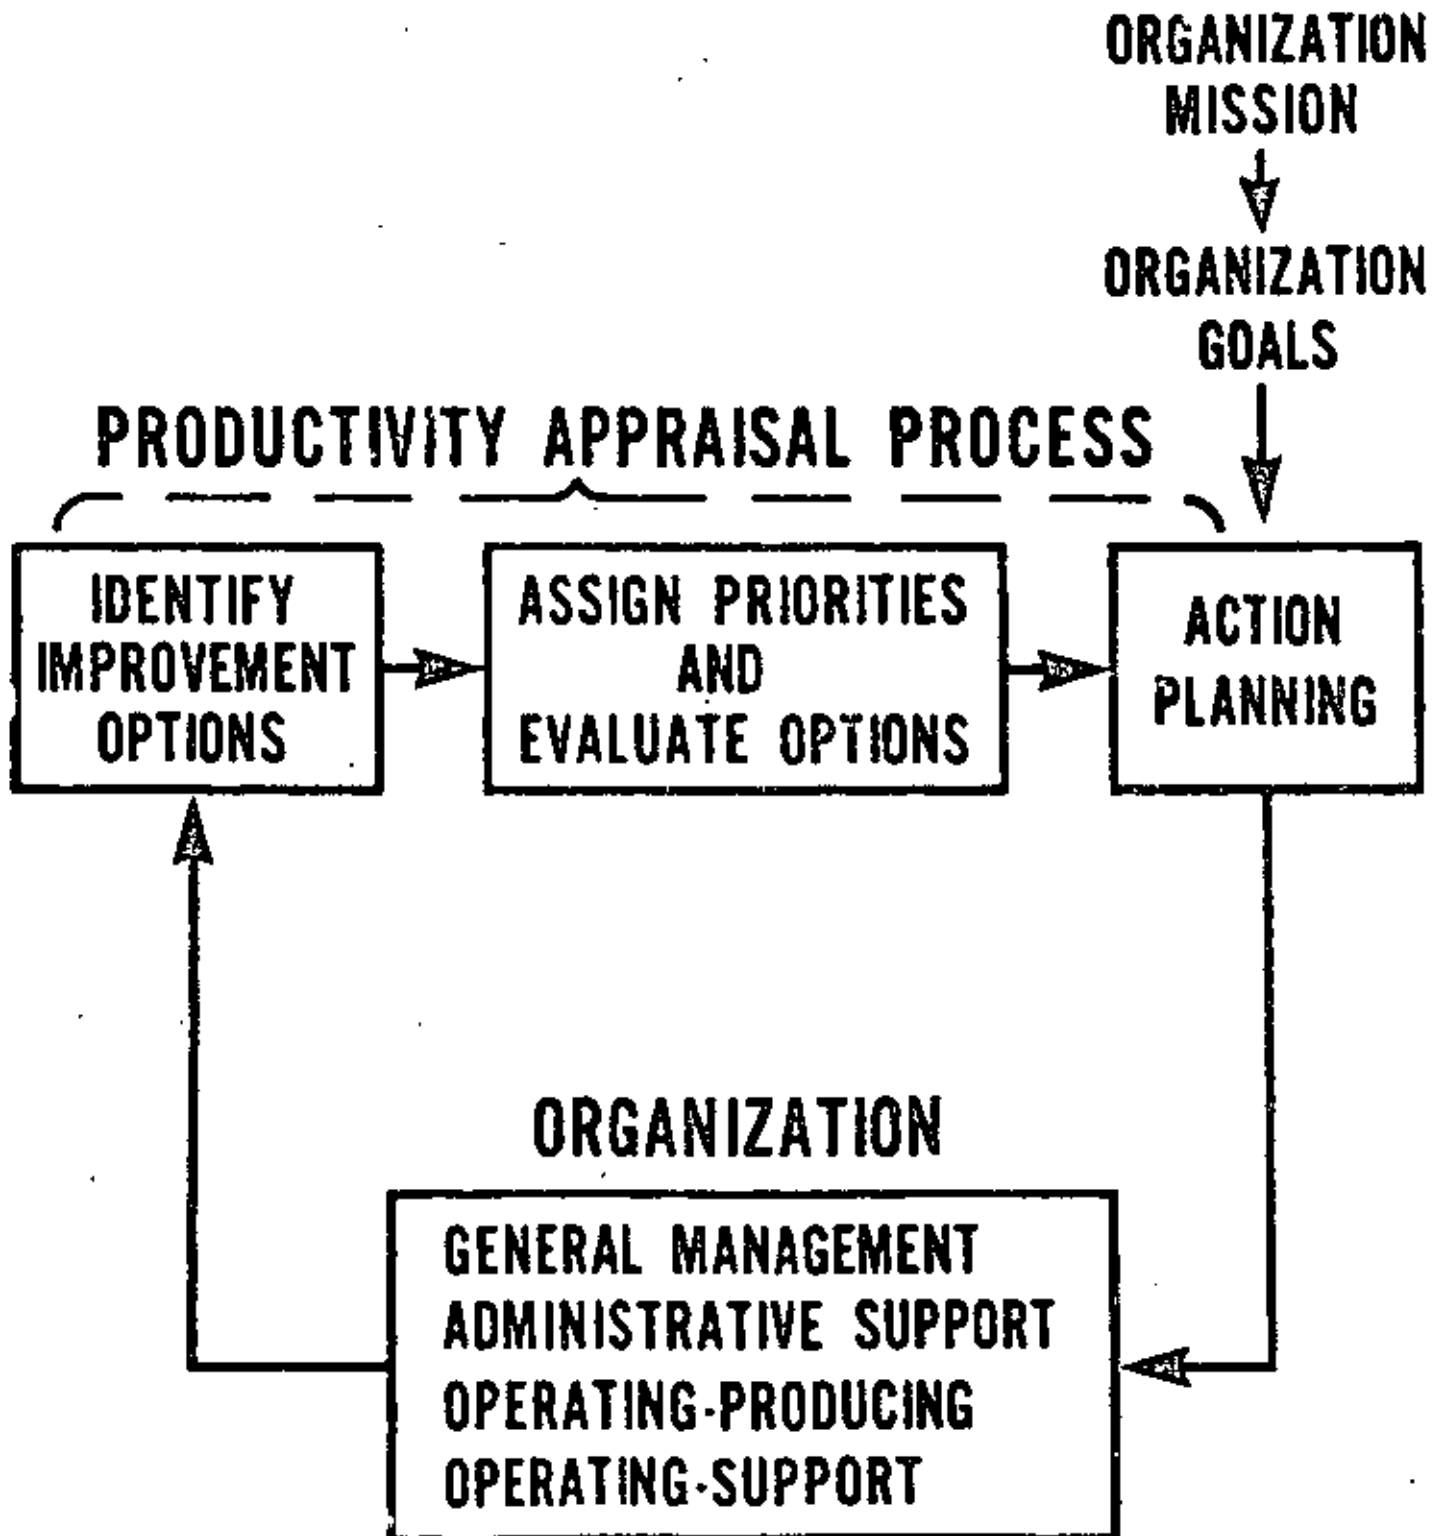 ORGANIZATION
MISSION
ORGANIZATION
GOALS
PRODUCTIVITY APPRAISAL PROCESS
IDENTIFY
IMPROVEMENT
OPTIONS
ASSIGN PRIORITIES
AND
EVALUATE OPTIONS
ACTION
PLANNING
ORGANIZATION
GENERAL MANAGEMENT
ADMINISTRATIVE SUPPORT
OPERATING-PRODUCING
OPERATING-SUPPORT